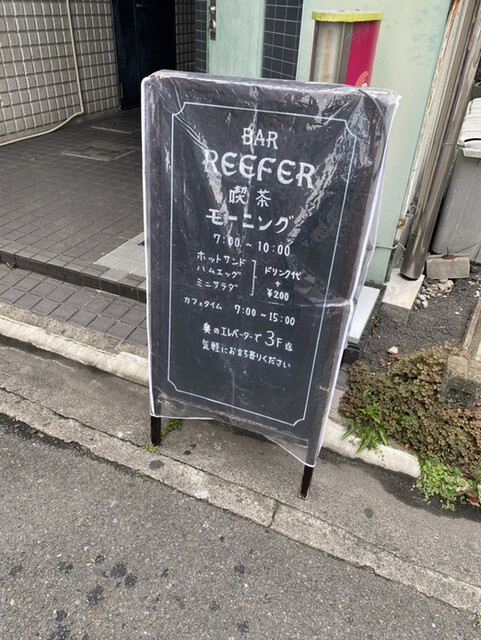 BAR
REEFER
喫茶
モーニング
7:00~10:00
ホットサンド
ハムエッグ
ミニサラダ
ドリンク代
+
¥200
カフェタイム 7:00~15:00
奥のエレベーターで3F迄
気軽にお立ち寄りください